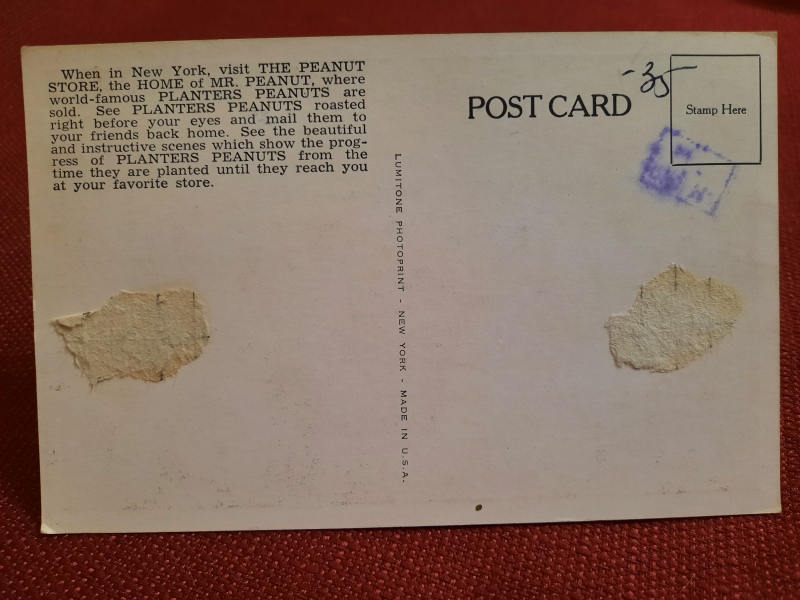 When in New York, visit THE PEANUT
STORE, the HOME of MR. PEANUT, where
world-famous PLANTERS PEANUTS are
sold. See PLANTERS PEANUTS roasted
right before your eyes and mail them to
your friends back home. See the beautiful
and instructive scenes which show the prog-
ress of PLANTERS PEANUTS from the
time they are planted until they reach you
at your favorite store.
LUMITONE PHOTOPRINT - NEW YORK - MADE IN U.S.A.
POST CARD
35
Stamp Here